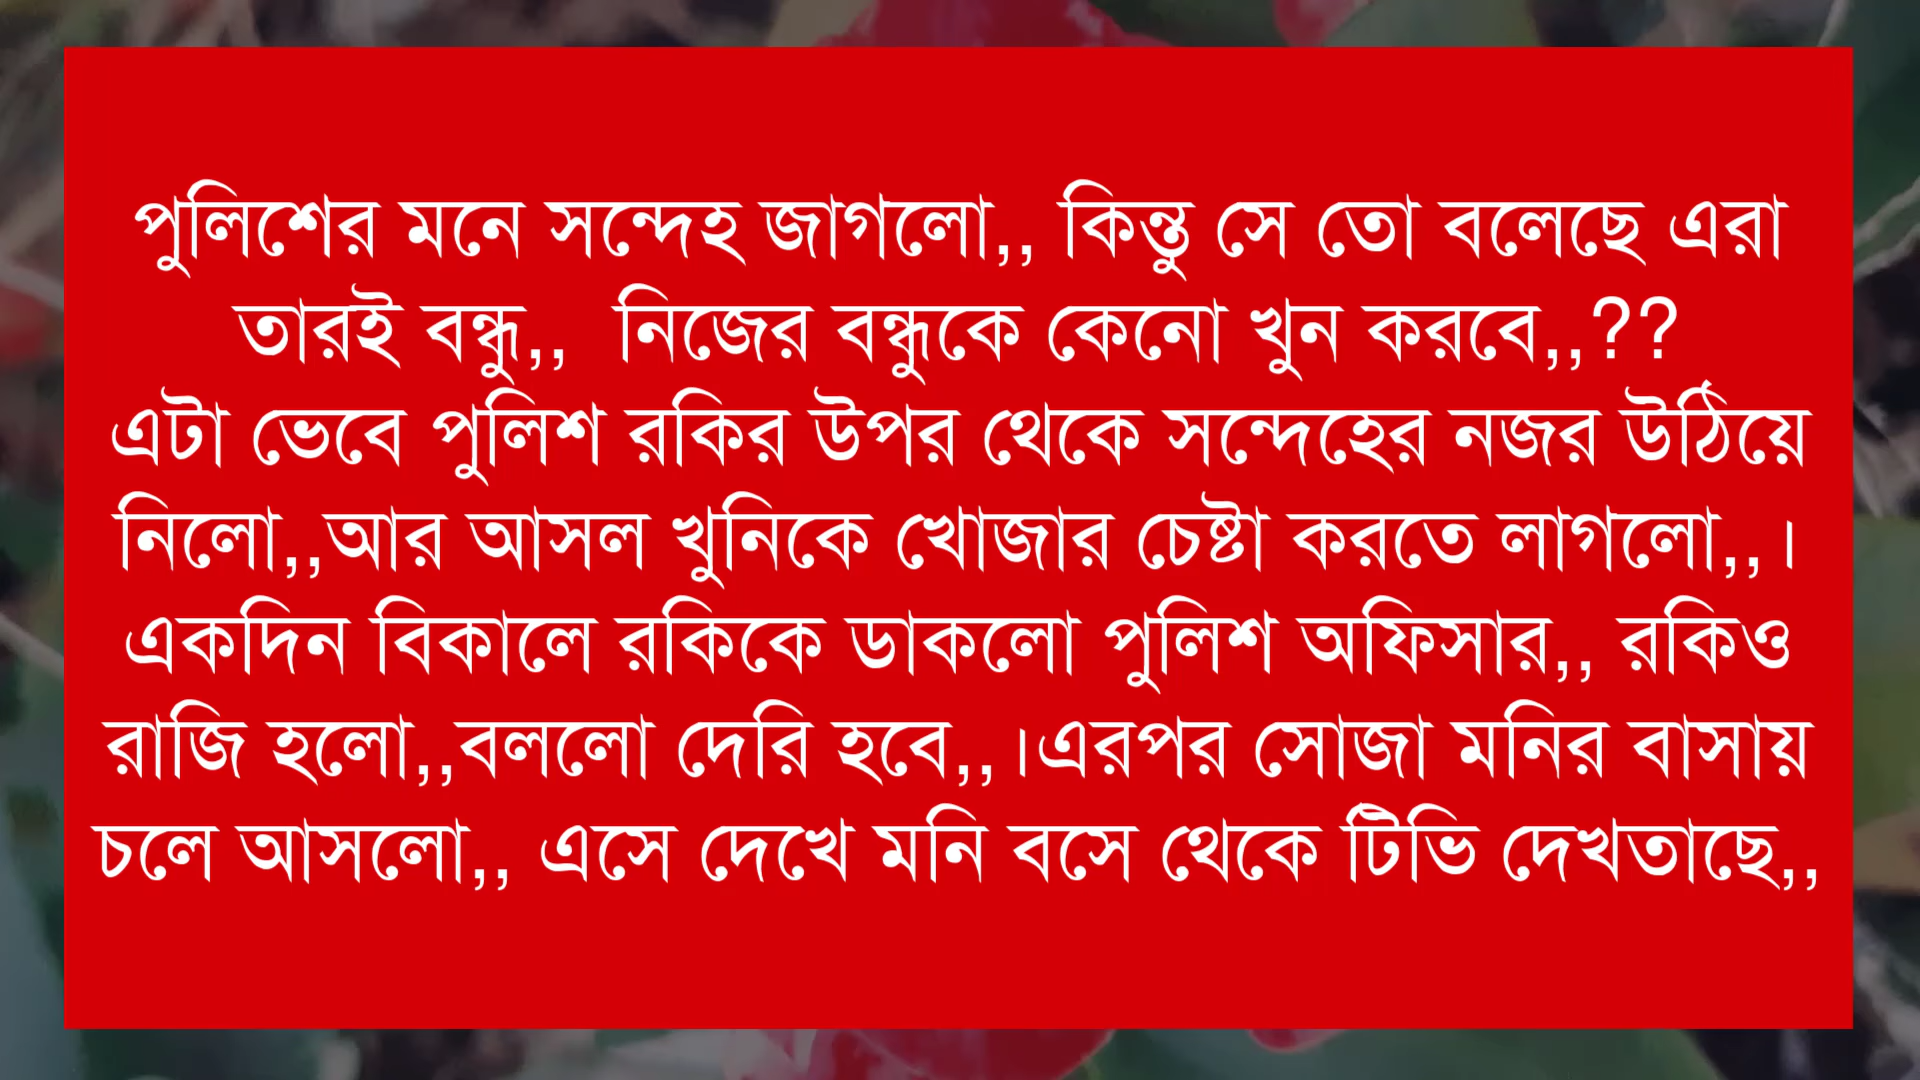 পুলিশের মনে সন্দেহ জাগলো,, কিন্তু সে তো বলেছে এরা
তারই বন্ধু,,  নিজের বন্ধুকে কেনো খুন করবে,,??
এটা ভেবে পুলিশ রকির উপর থেকে সন্দেহের নজর উঠিয়ে
নিলো,,আর আসল খুনিকে খোজার চেষ্টা করতে লাগলো,,।
একদিন বিকালে রকিকে ডাকলো পুলিশ অফিসার,, রকিও
রাজি হলো,,বললো দেরি হবে,,।এরপর সোজা মনির বাসায়
চলে আসলো,, এসে দেখে মনি বসে থেকে টিভি দেখতাছে,,